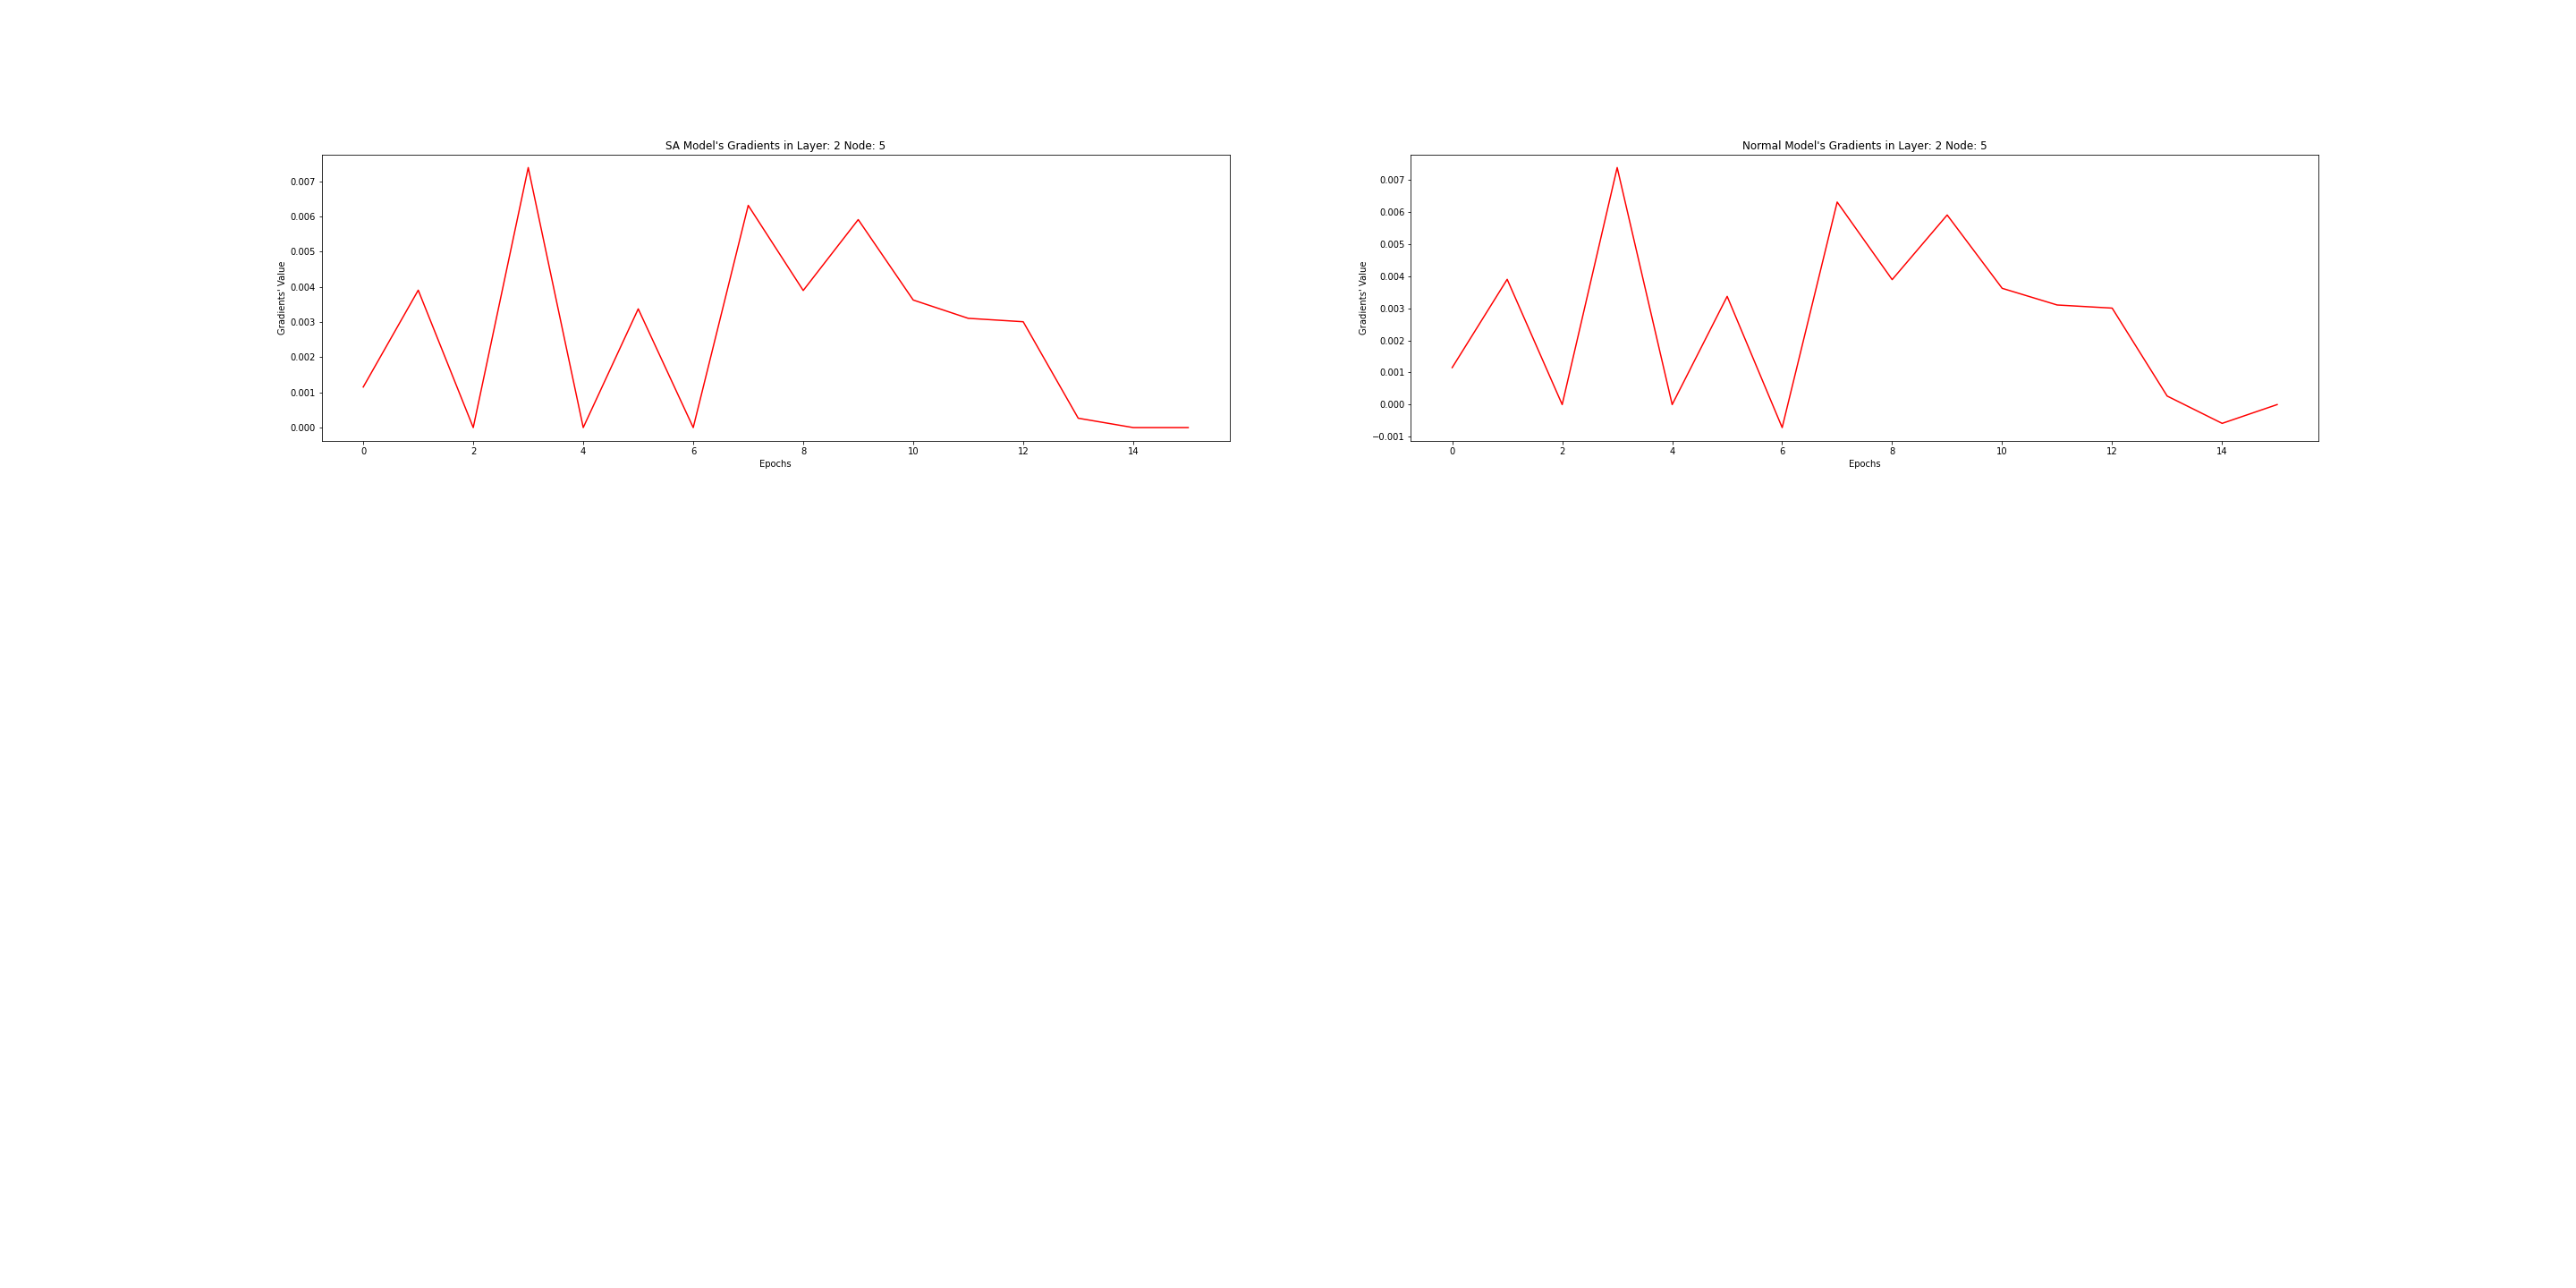 SA Model's Gradients in Layer: 2 Node: 5
Gradients' Value
0.007
0.006
0.005
0.004
0.003
0.002
0.001
0.000
0 2 4 6 8 10 12 14
Epochs
Normal Model's Gradients in Layer: 2 Node: 5
Gradients' Value
0.007
0.006
0.005
0.004
0.003
0.002
0.001
0.000
−0.001
0 2 4 6 8 10 12 14
Epochs